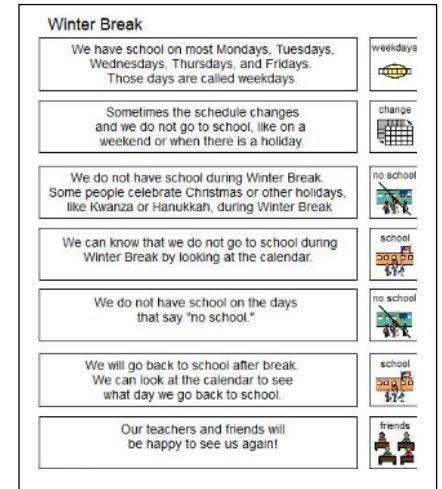 Winter Break
We have school on most Mondays, Tuesdays,
Wednesdays, Thursdays, and Fridays.
Those days are called weekdays.
weekdays
Sometimes the schedule changes
and we do not go to school, like on a
weekend or when there is a holiday.
change
We do not have school during Winter Break.
Some people celebrate Christmas or other holidays,
like Kwanza or Hanukkah, during Winter Break
no school
We can know that we do not go to school during
Winter Break by looking at the calendar.
school
We do not have school on the days
that say "no school."
no school
We will go back to school after break.
We can look at the calendar to see
what day we go back to school.
school
Our teachers and friends will
be happy to see us again!
friends